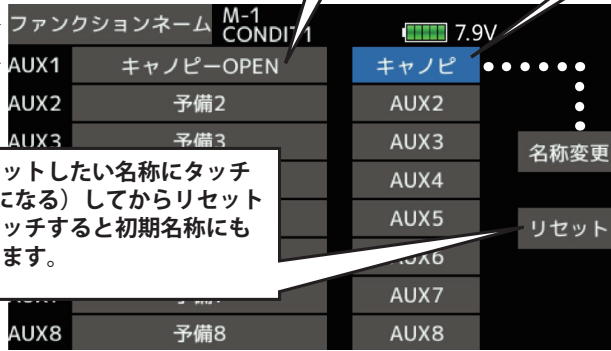 ファンクションネーム M-1
CONDIT1
7.9V
AUX1 キャノピーOPEN キャノピ
AUX2 予備2 AUX2
AUX3 予備3 AUX3
名称変更
ットしたい名称にタッチ
になる）してからリセット
ッチすると初期名称にも
ます。
AUX4
AUX5
リセット
AUX6
AUX7
AUX8 予備8 AUX8